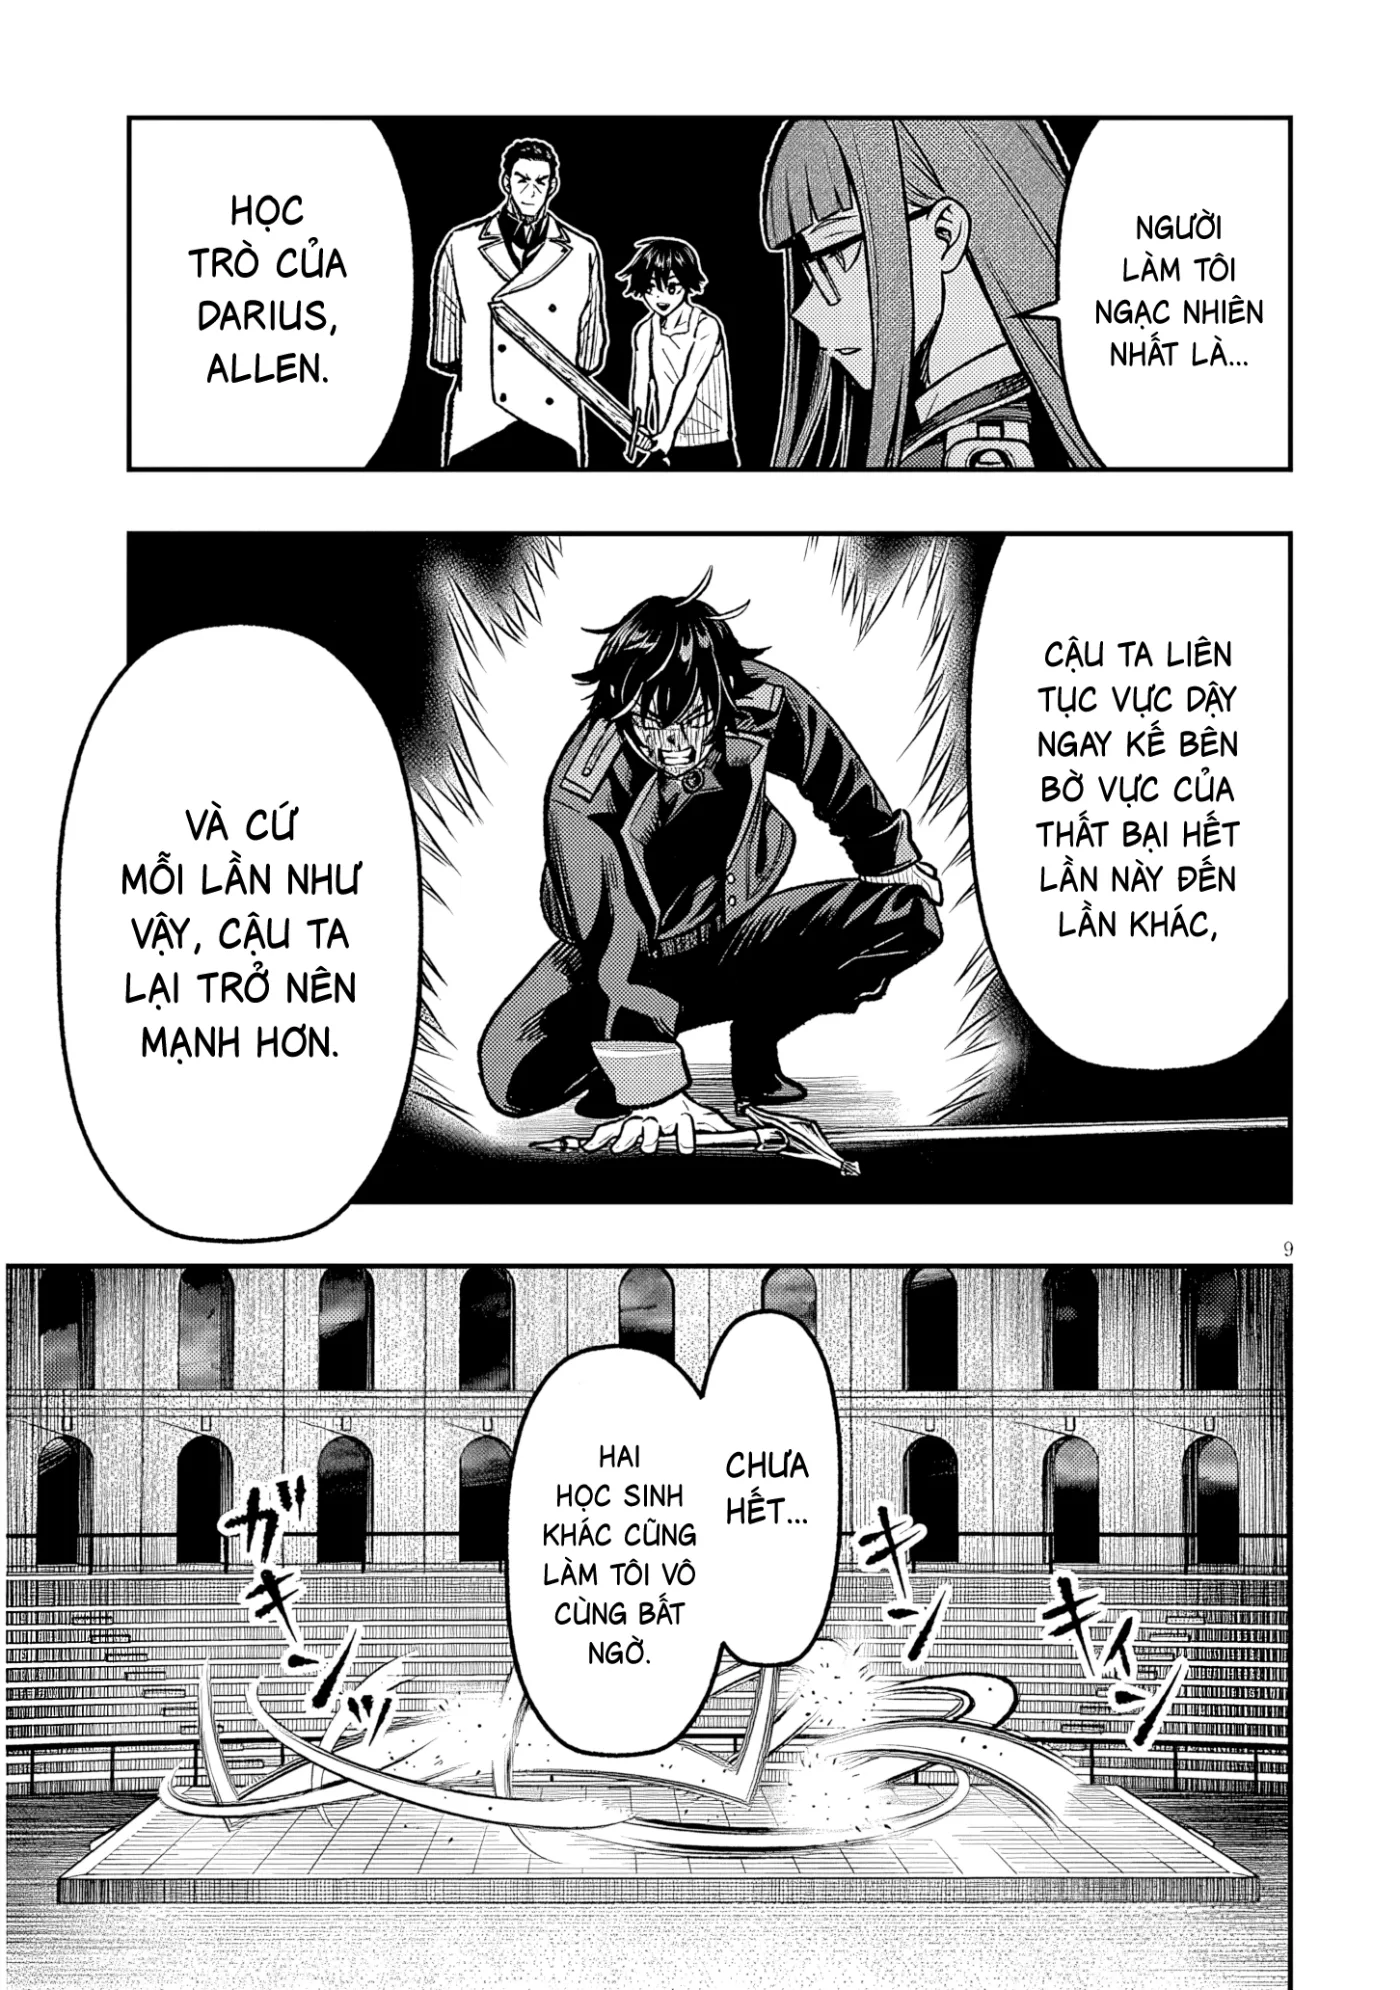 NGƯỜI
LÀM TÔI
NGẠC NHIÊN
NHẤT LÀ...
HỌC
TRÒ CỦA
DARIUS,
ALLEN.
CẬU TA LIÊN
TỤC VỰC DẬY
NGAY KẾ BÊN
BỜ VỰC CỦA
THẤT BẠI HẾT
LẦN NÀY ĐẾN
LẦN KHÁC,
VÀ CỨ
MỖI LẦN NHƯ
VẬY, CẬU TA
LẠI TRỞ NÊN
MẠNH HƠN.
9
CHƯA
HẾT...
HAI
HỌC SINH
KHÁC CŨNG
LÀM TÔI VÔ
CÙNG BẤT
NGỜ.
キィン
キン
ガギギンッ